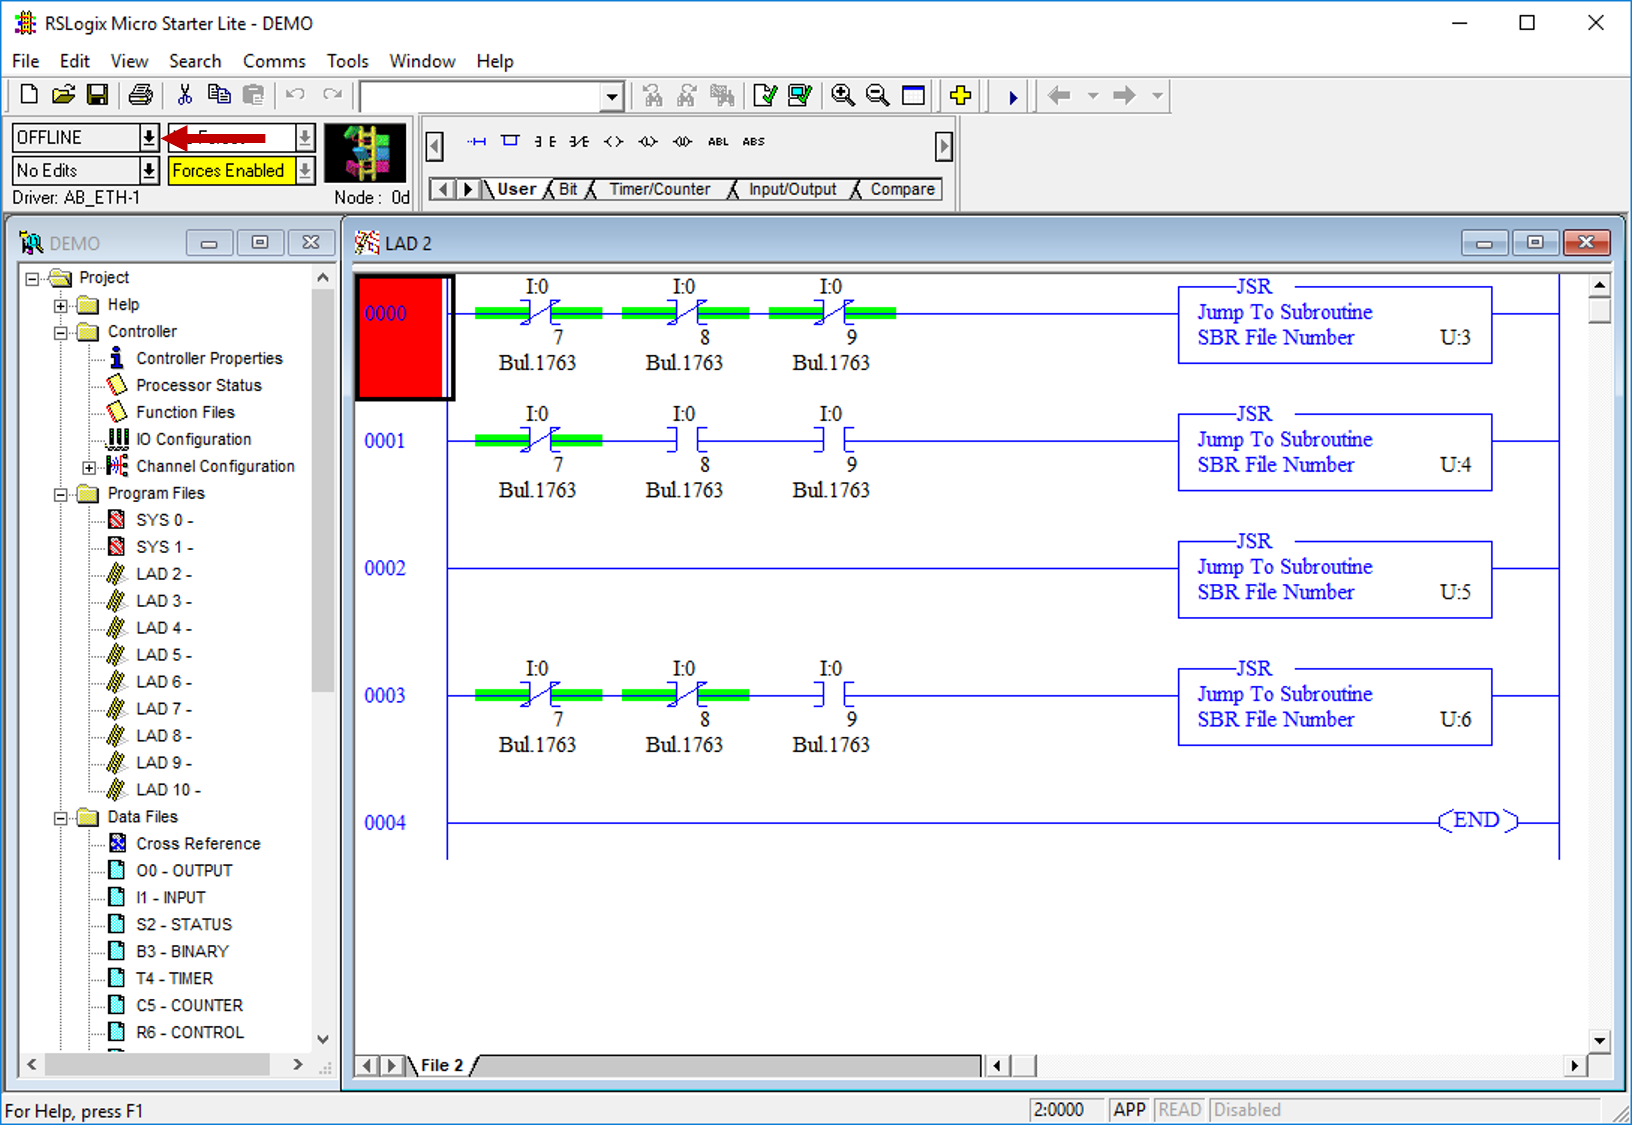 RSLogix Micro Starter Lite - DEMO
File Edit View Search Comms Tools Window Help
OFFLINE
No Edits Forces Enabled
Driver: AB_ETH-1 Node : 0d
ABL ABS
User Bit Timer/Counter Input/Output Compare
DEMO
Project
Help
Controller
Controller Properties
Processor Status
Function Files
IO Configuration
Channel Configuration
Program Files
SYS 0 -
SYS 1 -
LAD 2 -
LAD 3 -
LAD 4 -
LAD 5 -
LAD 6 -
LAD 7 -
LAD 8 -
LAD 9 -
LAD 10 -
Data Files
Cross Reference
O0 - OUTPUT
I1 - INPUT
S2 - STATUS
B3 - BINARY
T4 - TIMER
C5 - COUNTER
R6 - CONTROL
LAD 2
I:0 I:0 I:0 JSR
0000 Jump To Subroutine
7 8 9 SBR File Number U:3
Bul.1763 Bul.1763 Bul.1763
I:0 I:0 I:0 JSR
0001 Jump To Subroutine
7 8 9 SBR File Number U:4
Bul.1763 Bul.1763 Bul.1763
JSR
0002 Jump To Subroutine
SBR File Number U:5
I:0 I:0 I:0 JSR
0003 Jump To Subroutine
7 8 9 SBR File Number U:6
Bul.1763 Bul.1763 Bul.1763
0004 END
File 2
For Help, press F1 2:0000 APP READ Disabled